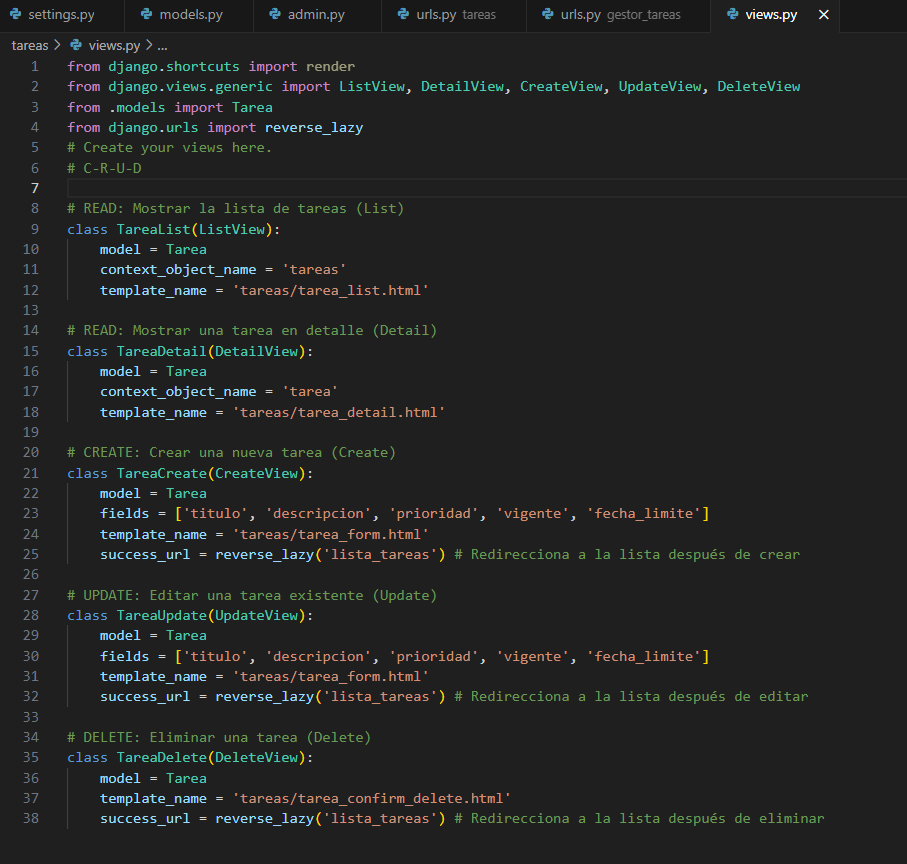 settings.py models.py admin.py urls.py tareas urls.py gestor_tareas views.py
tareas > views.py > ...
1 from django.shortcuts import render
2 from django.views.generic import ListView, DetailView, CreateView, UpdateView, DeleteView
3 from .models import Tarea
4 from django.urls import reverse_lazy
5 # Create your views here.
6 # C-R-U-D
7
8 # READ: Mostrar la lista de tareas (List)
9 class TareaList(ListView):
10     model = Tarea
11     context_object_name = 'tareas'
12     template_name = 'tareas/tarea_list.html'
13
14 # READ: Mostrar una tarea en detalle (Detail)
15 class TareaDetail(DetailView):
16     model = Tarea
17     context_object_name = 'tarea'
18     template_name = 'tareas/tarea_detail.html'
19
20 # CREATE: Crear una nueva tarea (Create)
21 class TareaCreate(CreateView):
22     model = Tarea
23     fields = ['titulo', 'descripcion', 'prioridad', 'vigente', 'fecha_limite']
24     template_name = 'tareas/tarea_form.html'
25     success_url = reverse_lazy('lista_tareas') # Redirecciona a la lista después de crear
26
27 # UPDATE: Editar una tarea existente (Update)
28 class TareaUpdate(UpdateView):
29     model = Tarea
30     fields = ['titulo', 'descripcion', 'prioridad', 'vigente', 'fecha_limite']
31     template_name = 'tareas/tarea_form.html'
32     success_url = reverse_lazy('lista_tareas') # Redirecciona a la lista después de editar
33
34 # DELETE: Eliminar una tarea (Delete)
35 class TareaDelete(DeleteView):
36     model = Tarea
37     template_name = 'tareas/tarea_confirm_delete.html'
38     success_url = reverse_lazy('lista_tareas') # Redirecciona a la lista después de eliminar